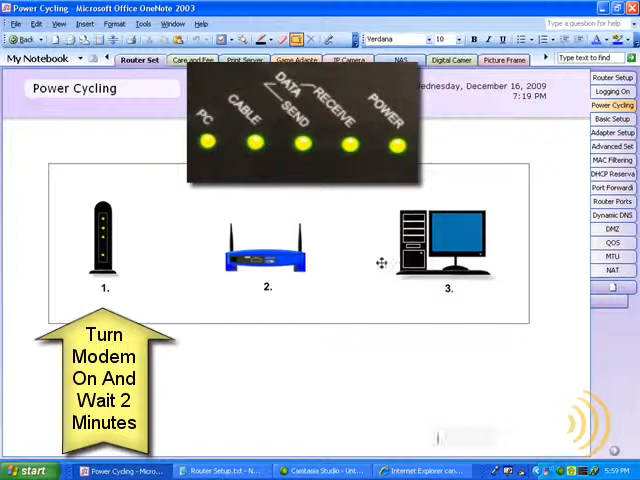 Power Cycling - Microsoft Office OneNote 2003
File Edit View Insert Format Tools Window Help
Type a question for help
Back
Verdana 10 B I U
My Notebook Router Set Care and Fee Print Server Game Adapte IP Camera NAS Digital Camer Picture Frame
Type text to find
Power Cycling
Wednesday, December 16, 2009
7:19 PM
PC
CABLE
DATA
SEND
RECEIVE
POWER
Router Setup
Logging On
Power Cycling
Basic Setup
Adapter Setup
Advanced Set
MAC Filtering
DHCP Reserva
Port Forwardi
Router Ports
Dynamic DNS
DMZ
QOS
MTU
NAT
1.
2.
3.
Turn
Modem
On And
Wait 2
Minutes
start
Power Cycling - Micro...
Router Setup.txt - N...
Camtasia Studio - Unt...
Internet Explorer can...
5:59 PM